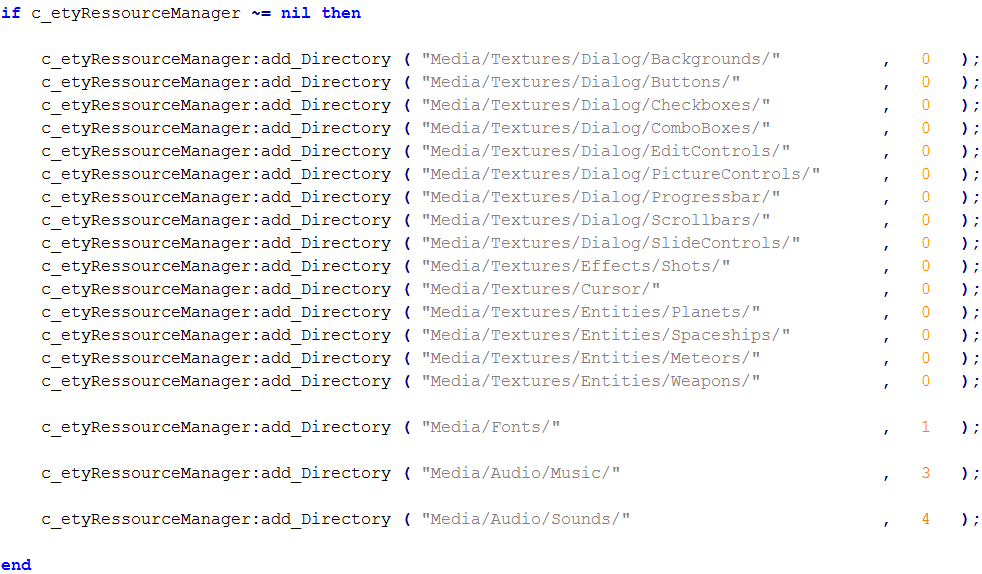 if c_etyRessourceManager ~= nil then
c_etyRessourceManager:add_Directory ( "Media/Textures/Dialog/Backgrounds/" , 0 );
c_etyRessourceManager:add_Directory ( "Media/Textures/Dialog/Buttons/" , 0 );
c_etyRessourceManager:add_Directory ( "Media/Textures/Dialog/Checkboxes/" , 0 );
c_etyRessourceManager:add_Directory ( "Media/Textures/Dialog/ComboBoxes/" , 0 );
c_etyRessourceManager:add_Directory ( "Media/Textures/Dialog/EditControls/" , 0 );
c_etyRessourceManager:add_Directory ( "Media/Textures/Dialog/PictureControls/" , 0 );
c_etyRessourceManager:add_Directory ( "Media/Textures/Dialog/Progressbar/" , 0 );
c_etyRessourceManager:add_Directory ( "Media/Textures/Dialog/Scrollbars/" , 0 );
c_etyRessourceManager:add_Directory ( "Media/Textures/Dialog/SlideControls/" , 0 );
c_etyRessourceManager:add_Directory ( "Media/Textures/Effects/Shots/" , 0 );
c_etyRessourceManager:add_Directory ( "Media/Textures/Cursor/" , 0 );
c_etyRessourceManager:add_Directory ( "Media/Textures/Entities/Planets/" , 0 );
c_etyRessourceManager:add_Directory ( "Media/Textures/Entities/Spaceships/" , 0 );
c_etyRessourceManager:add_Directory ( "Media/Textures/Entities/Meteors/" , 0 );
c_etyRessourceManager:add_Directory ( "Media/Textures/Entities/Weapons/" , 0 );
c_etyRessourceManager:add_Directory ( "Media/Fonts/" , 1 );
c_etyRessourceManager:add_Directory ( "Media/Audio/Music/" , 3 );
c_etyRessourceManager:add_Directory ( "Media/Audio/Sounds/" , 4 );
end